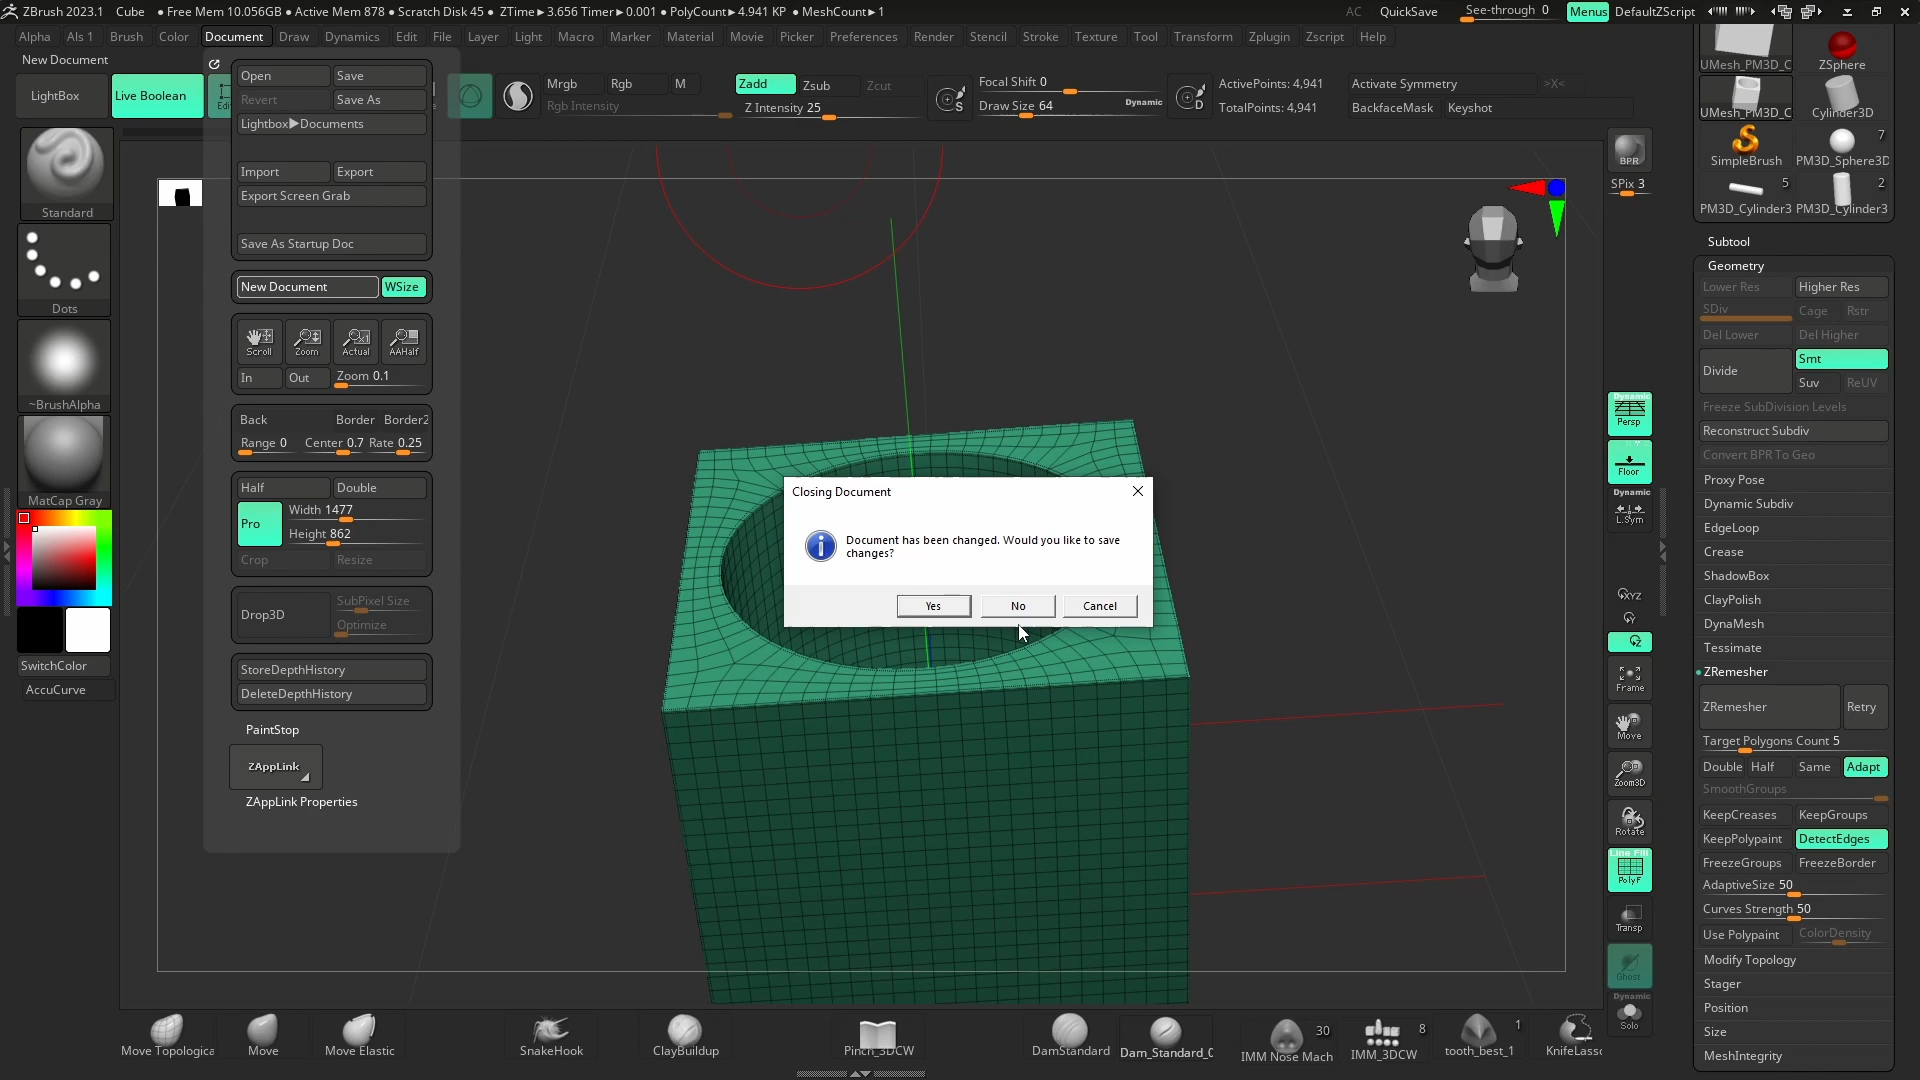 ZBrush 2023.1 Cube • Free Mem 10.056GB • Active Mem 878 • Scratch Disk 45 • ZTime►3.656 Timer►0.001 • PolyCount►4.941 KP • MeshCount►1
AC QuickSave See-through 0 Menus DefaultZScript
Alpha Als 1 Brush Color Document Draw Dynamics Edit File Layer Light Macro Marker Material Movie Picker Preferences Render Stencil Stroke Texture Tool Transform Zplugin Zscript Help
New Document
LightBox
Live Boolean
Open Save
Revert Save As
Lightbox►Documents
Import Export
Export Screen Grab
Save As Startup Doc
New Document WSize
Scroll Zoom Actual AAHalf
In Out Zoom 0.1
Back Border Border2
Range 0 Center 0.7 Rate 0.25
Half Double
Pro
Width 1477
Height 862
Crop Resize
Drop3D
SubPixel Size
Optimize
StoreDepthHistory
DeleteDepthHistory
PaintStop
ZAppLink
ZAppLink Properties
Mrgb Rgb M
Rgb Intensity
Zadd Zsub Zcut
Z Intensity 25
S
Focal Shift 0
Draw Size 64 Dynamic
D
ActivePoints: 4,941
TotalPoints: 4,941
Activate Symmetry >X<
BackfaceMask Keyshot
Standard
Dots
~BrushAlpha
MatCap Gray
SwitchColor
AccuCurve
Closing Document
Document has been changed. Would you like to save
changes?
Yes No Cancel
BPR
SPix 3
Dynamic
Persp
Floor
Dynamic
L.Sym
XYZ
Y
Z
Frame
Move
Zoom3D
Rotate
Line Fill
PolyF
Transp
Ghost
Dynamic
Solo
UMesh_PM3D_C ZSphere
UMesh_PM3D_C Cylinder3D
SimpleBrush PM3D_Sphere3D 7
PM3D_Cylinder3 5 PM3D_Cylinder3 2
Subtool
Geometry
Lower Res Higher Res
SDiv Cage Rstr
Del Lower Del Higher
Divide Smt
Suv ReUV
Freeze SubDivision Levels
Reconstruct Subdiv
Convert BPR To Geo
Proxy Pose
Dynamic Subdiv
EdgeLoop
Crease
ShadowBox
ClayPolish
DynaMesh
Tessimate
ZRemesher
ZRemesher Retry
Target Polygons Count 5
Double Half Same Adapt
SmoothGroups
KeepCreases KeepGroups
KeepPolypaint DetectEdges
FreezeGroups FreezeBorder
AdaptiveSize 50
Curves Strength 50
Use Polypaint ColorDensity
Modify Topology
Stager
Position
Size
MeshIntegrity
Move Topologica Move Move Elastic SnakeHook ClayBuildup Pinch_3DCW DamStandard Dam_Standard_0 IMM Nose Mach 30 IMM_3DCW 8 tooth_best_1 1 KnifeLasso